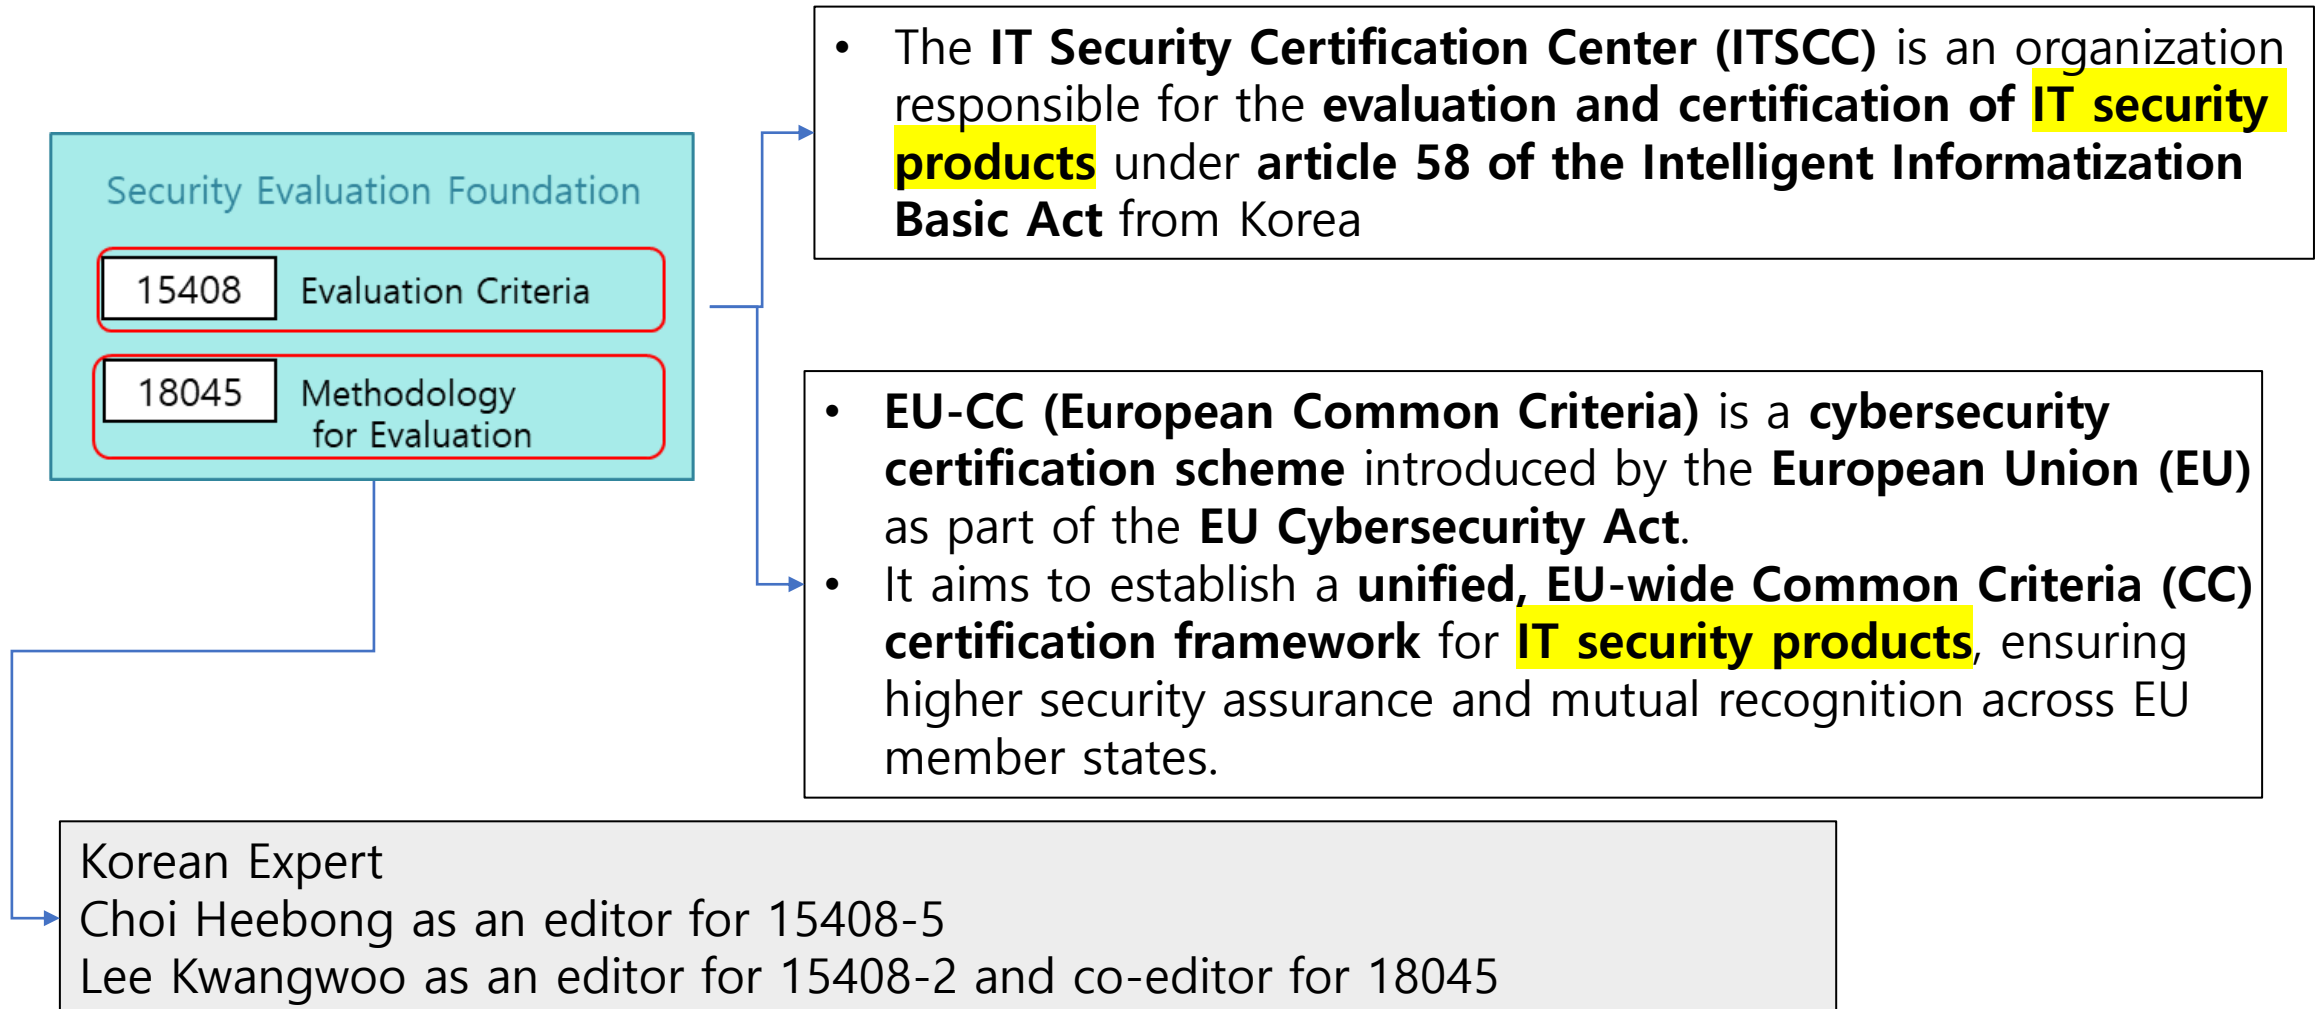 Security Evaluation Foundation
15408 Evaluation Criteria
18045 Methodology
for Evaluation
• The IT Security Certification Center (ITSCC) is an organization
responsible for the evaluation and certification of IT security
products under article 58 of the Intelligent Informatization
Basic Act from Korea
• EU-CC (European Common Criteria) is a cybersecurity
certification scheme introduced by the European Union (EU)
as part of the EU Cybersecurity Act.
• It aims to establish a unified, EU-wide Common Criteria (CC)
certification framework for IT security products, ensuring
higher security assurance and mutual recognition across EU
member states.
Korean Expert
Choi Heebong as an editor for 15408-5
Lee Kwangwoo as an editor for 15408-2 and co-editor for 18045